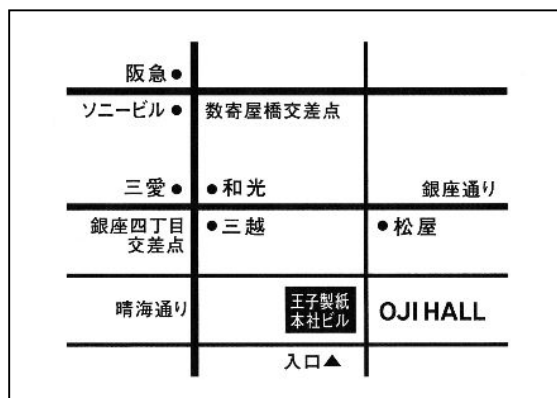 阪急●
ソニービル● 数寄屋橋交差点
三愛● ●和光 銀座通り
銀座四丁目
交差点
●三越 ●松屋
晴海通り
王子製紙
本社ビル
OJI HALL
入口▲